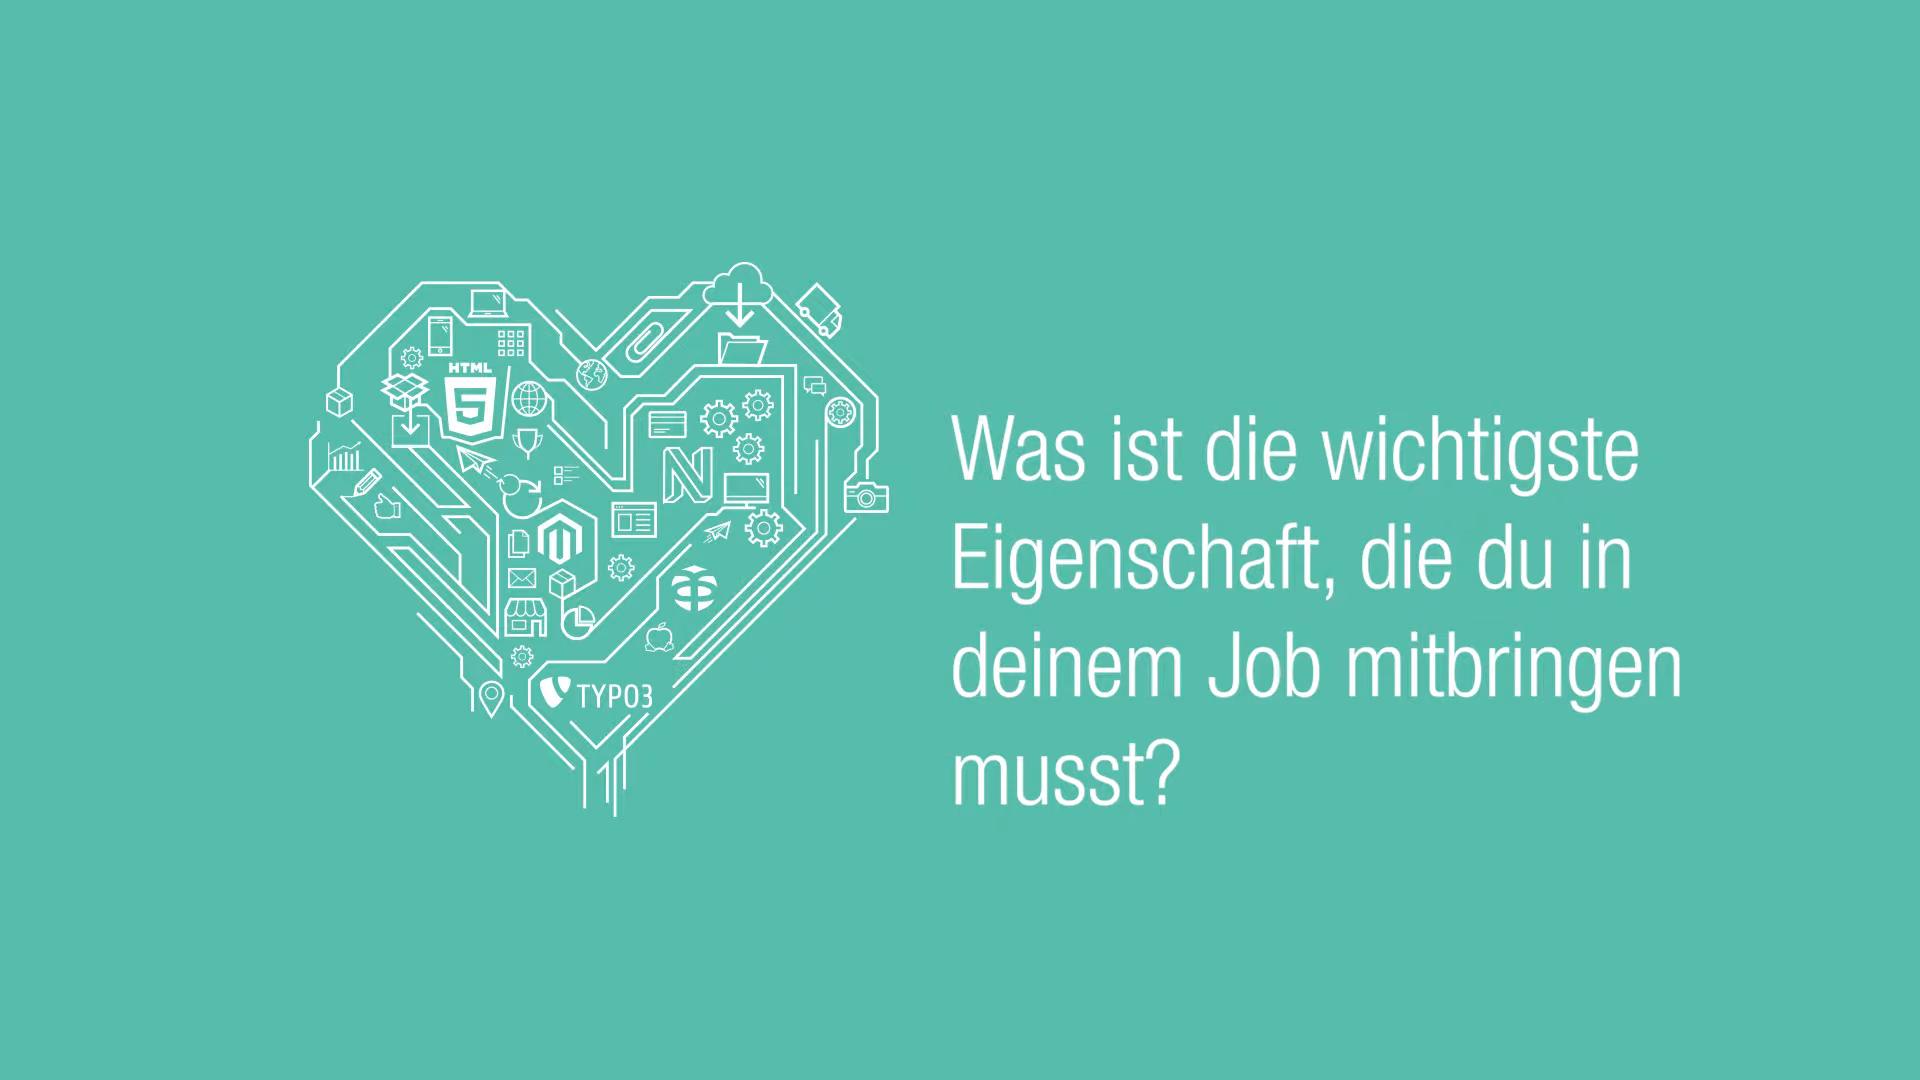 HTML
5
N
TYPO3
Was ist die wichtigste
Eigenschaft, die du in
deinem Job mitbringen
musst?